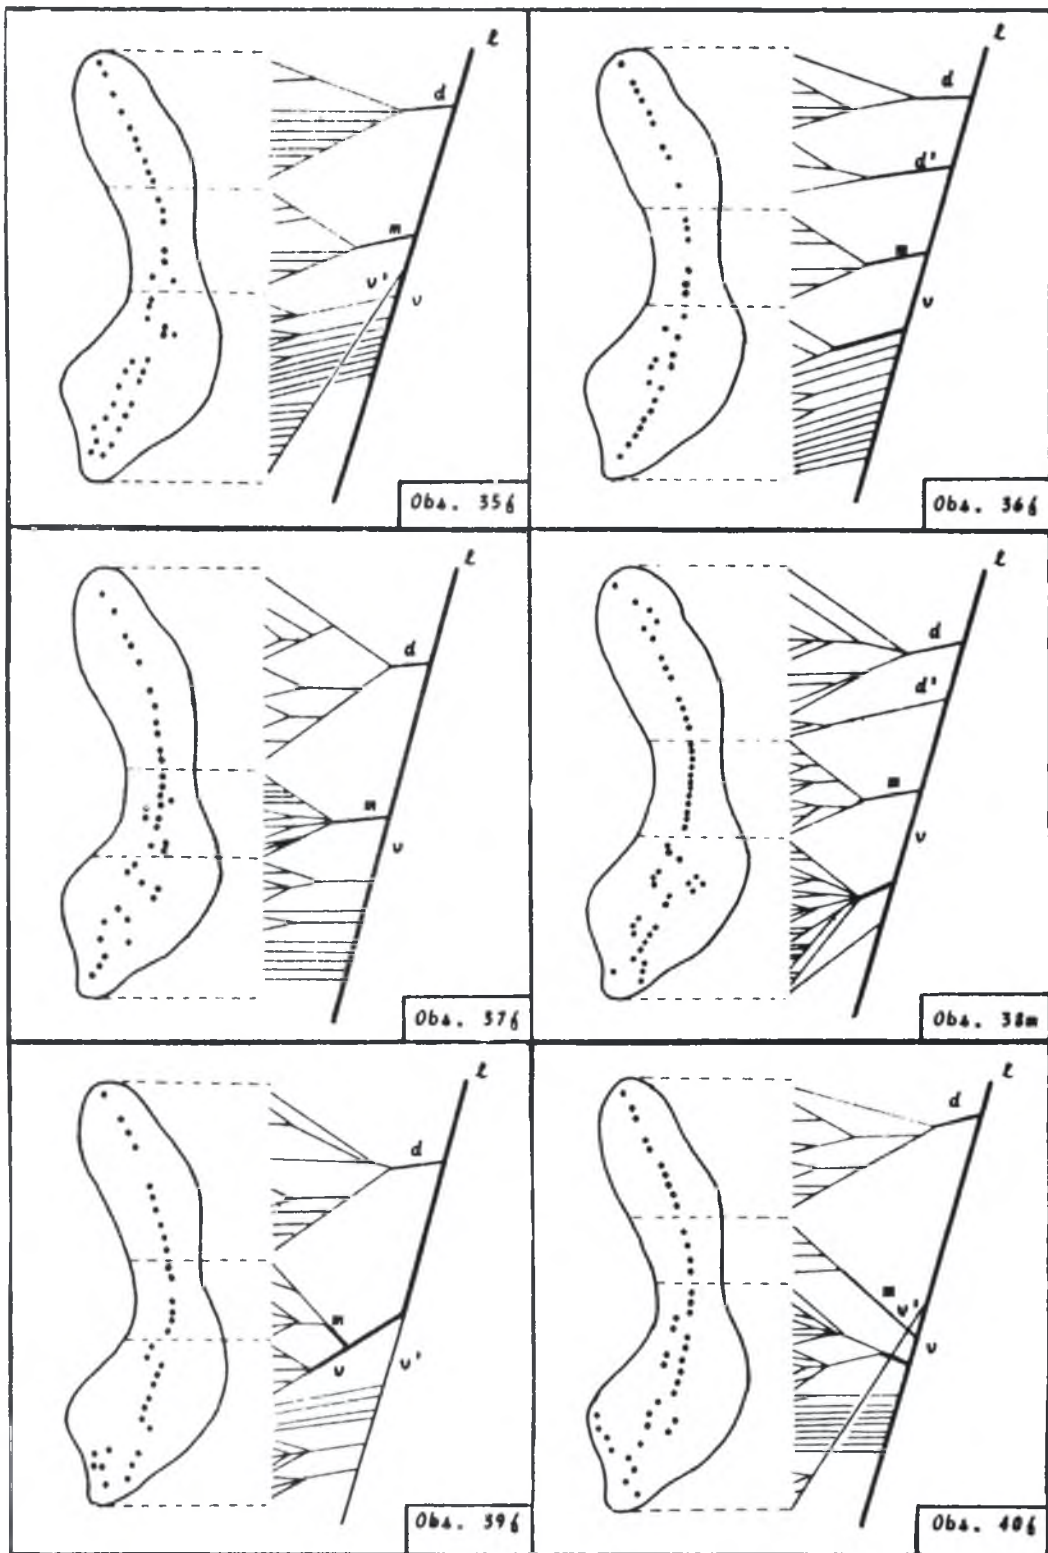 l
d
m
v'
v
Obs. 35f
l
d
d'
m
v
Obs. 36f
l
d
m
v
Obs. 37f
l
d
d'
m
v
Obs. 38m
l
d
m
v
v'
Obs. 39f
l
d
m
v'
v
Obs. 40f